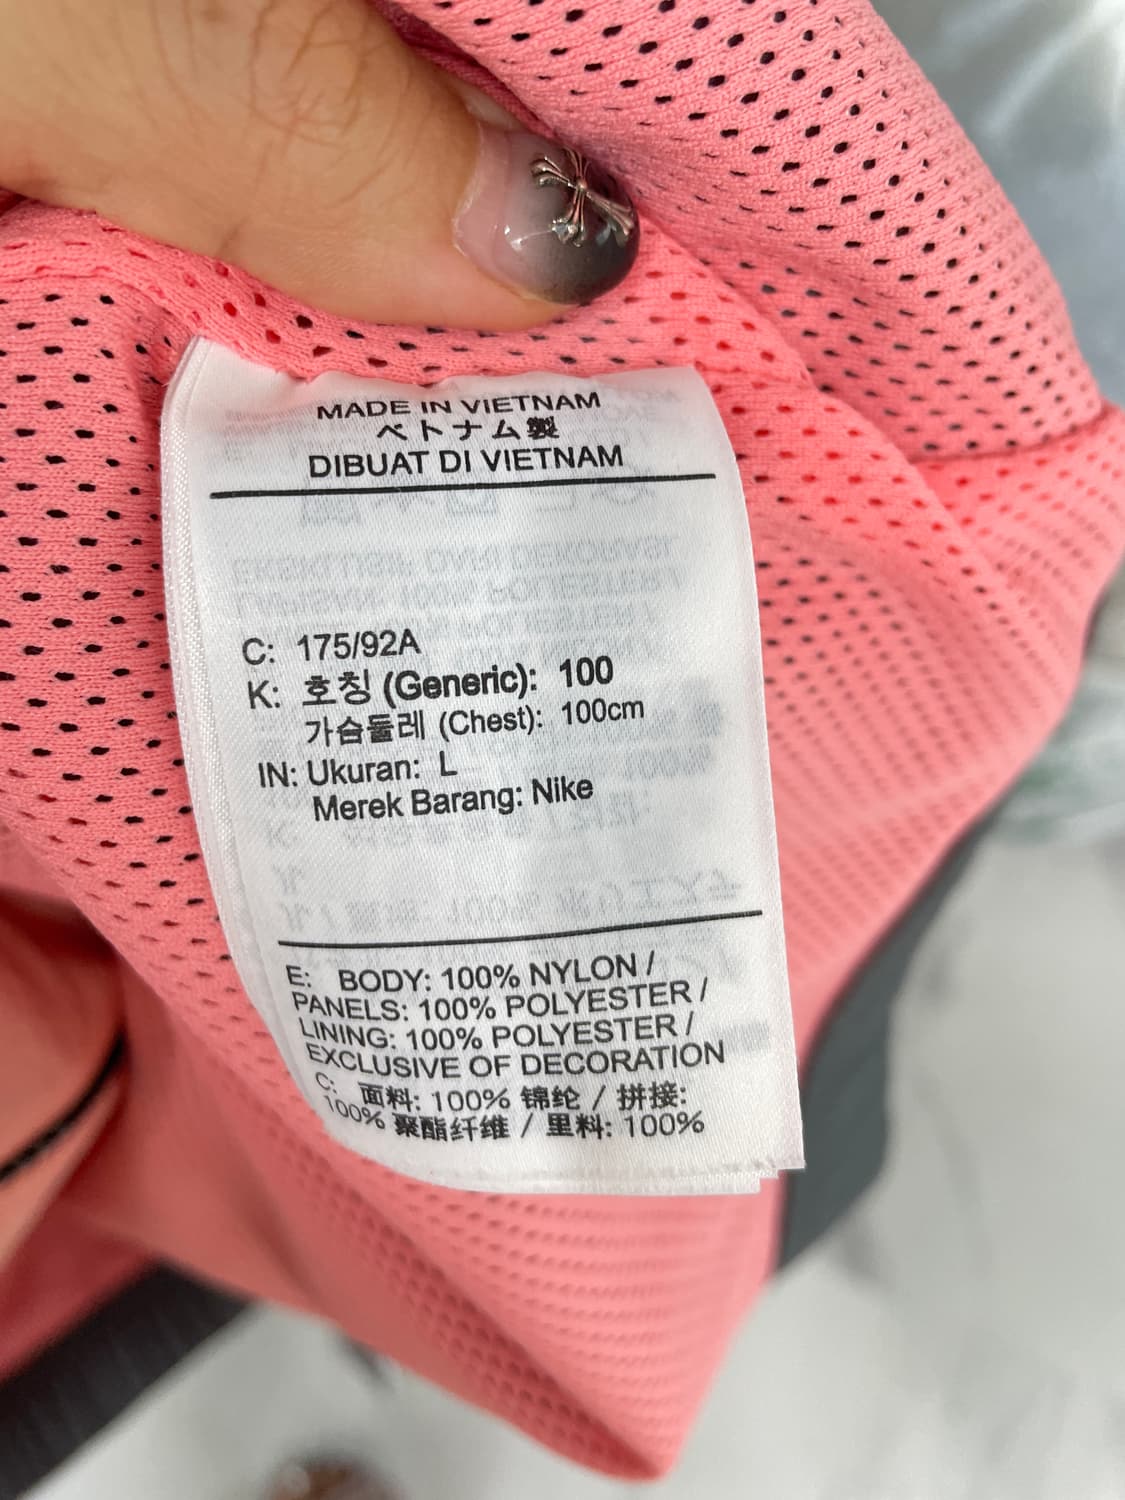 MADE IN VIETNAM
ベトナム製
DIBUAT DI VIETNAM
C: 175/92A
K: 호칭 (Generic): 100
가슴둘레 (Chest): 100cm
IN: Ukuran: L
Merek Barang: Nike
E: BODY: 100% NYLON /
PANELS: 100% POLYESTER /
LINING: 100% POLYESTER /
EXCLUSIVE OF DECORATION
C: 面料: 100% 锦纶 / 拼接:
100% 聚酯纤维 / 里料: 100%